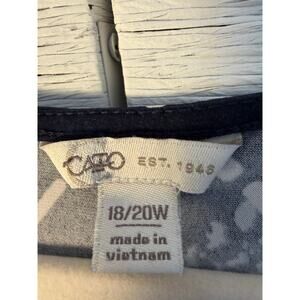 CATO EST. 1946
18/20W
made in
vietnam